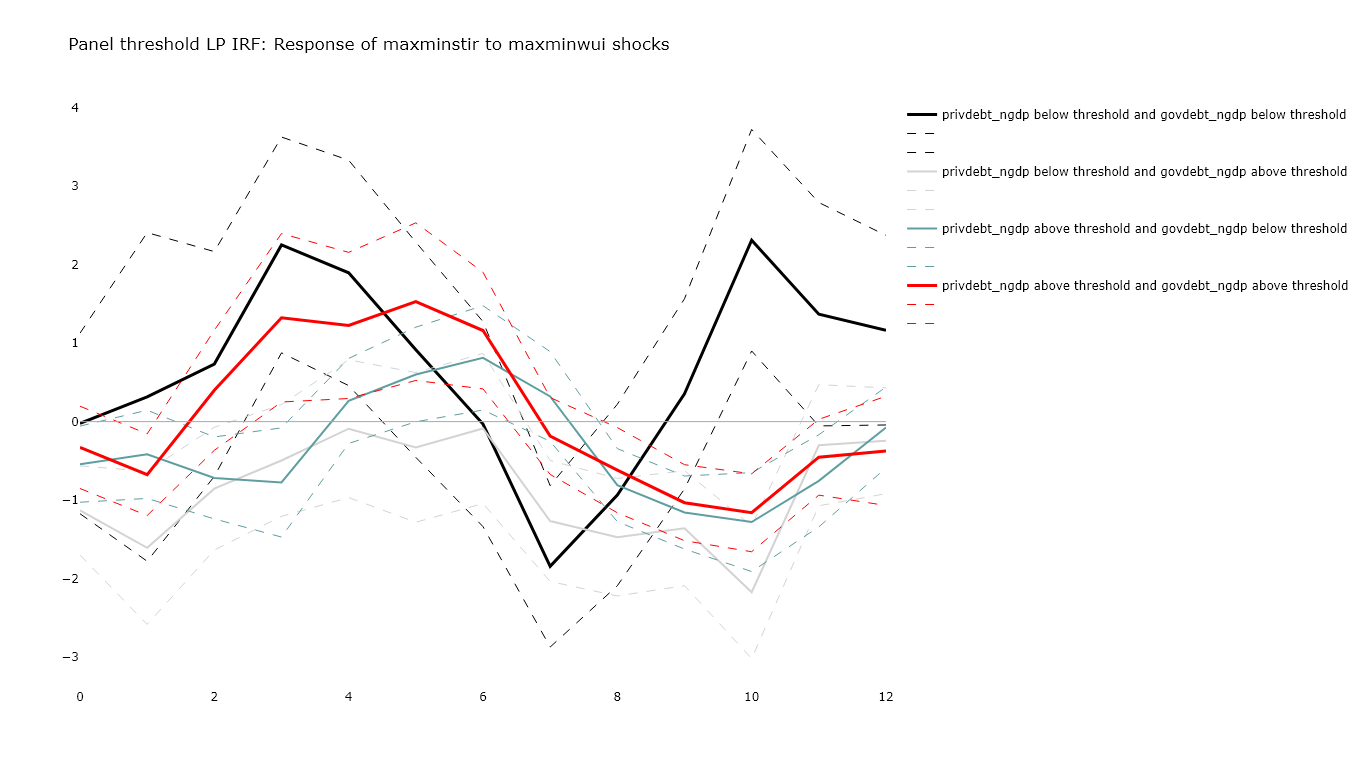 Panel threshold LP IRF: Response of maxminstir to maxminwui shocks
4
3
2
1
0
−1
−2
−3
0 2 4 6 8 10 12
privdebt_ngdp below threshold and govdebt_ngdp below threshold
privdebt_ngdp below threshold and govdebt_ngdp above threshold
privdebt_ngdp above threshold and govdebt_ngdp below threshold
privdebt_ngdp above threshold and govdebt_ngdp above threshold